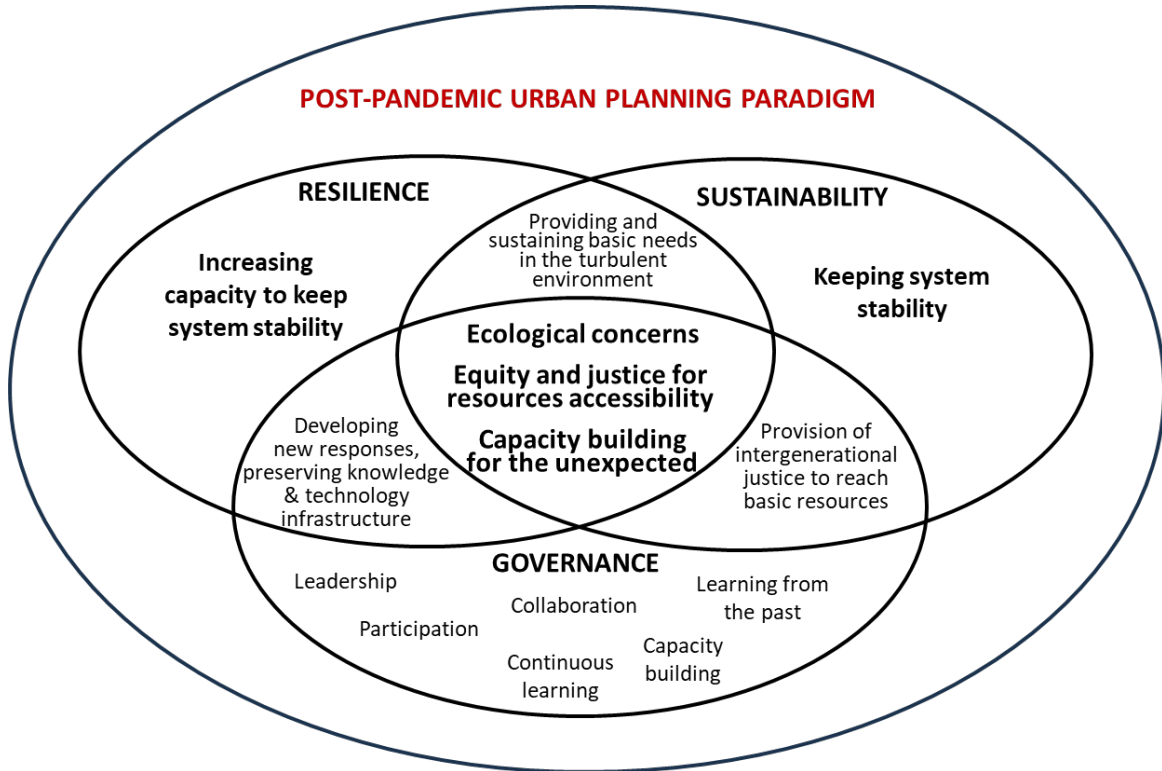 POST-PANDEMIC URBAN PLANNING PARADIGM
RESILIENCE
SUSTAINABILITY
Providing and
sustaining basic needs
in the turbulent
environment
Increasing
capacity to keep
system stability
Keeping system
stability
Ecological concerns
Equity and justice for
resources accessibility
Capacity building
for the unexpected
Developing
new responses,
preserving knowledge
& technology
infrastructure
Provision of
intergenerational
justice to reach
basic resources
GOVERNANCE
Leadership
Participation
Collaboration
Continuous
learning
Capacity
building
Learning from
the past